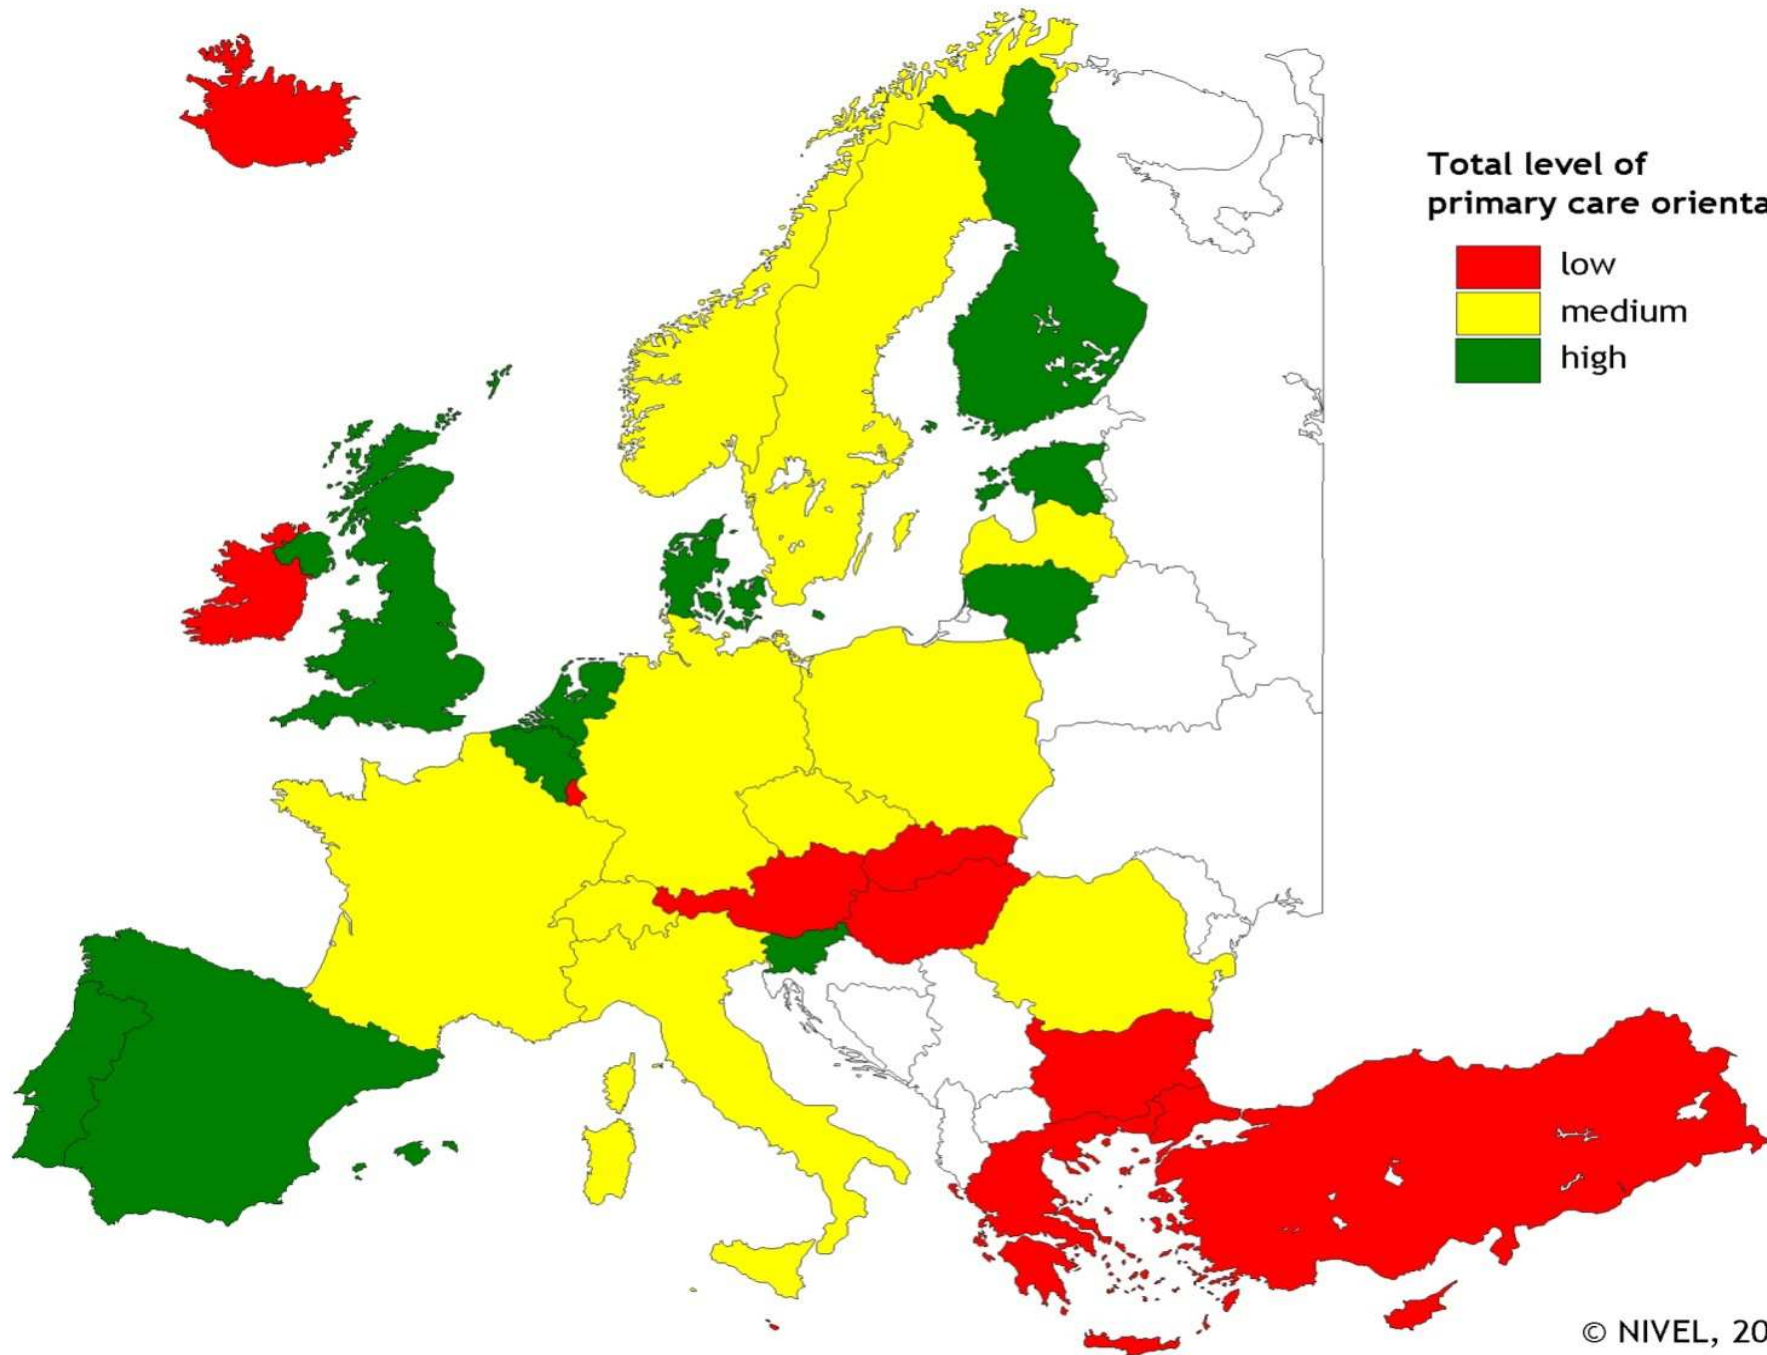 Total level of
primary care orienta
low
medium
high
© NIVEL, 20